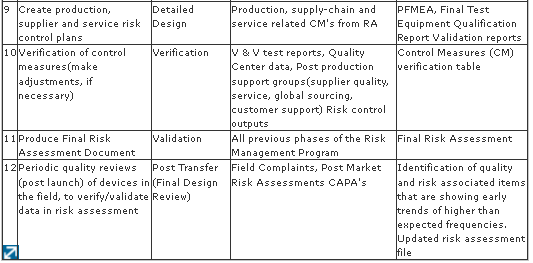 9
Create production,
supplier and service risk
control plans
Detailed
Design
Production, supply-chain and
service related CM's from RA
PFMEA, Final Test
Equipment Qualification
Report Validation reports
10
Verification of control
measures(make
adjustments, if
necessary)
Verification
V & V test reports, Quality
Center data, Post production
support groups(supplier quality,
service, global sourcing,
customer support) Risk control
outputs
Control Measures (CM)
verification table
11
Produce Final Risk
Assessment Document
Validation
All previous phases of the Risk
Management Program
Final Risk Assessment
12
Periodic quality reviews
(post launch) of devices in
the field, to verify/validate
data in risk assessment
Post Transfer
(Final Design
Review)
Field Complaints, Post Market
Risk Assessments CAPA's
Identification of quality
and risk associated items
that are showing early
trends of higher than
expected frequencies.
Updated risk assessment
file